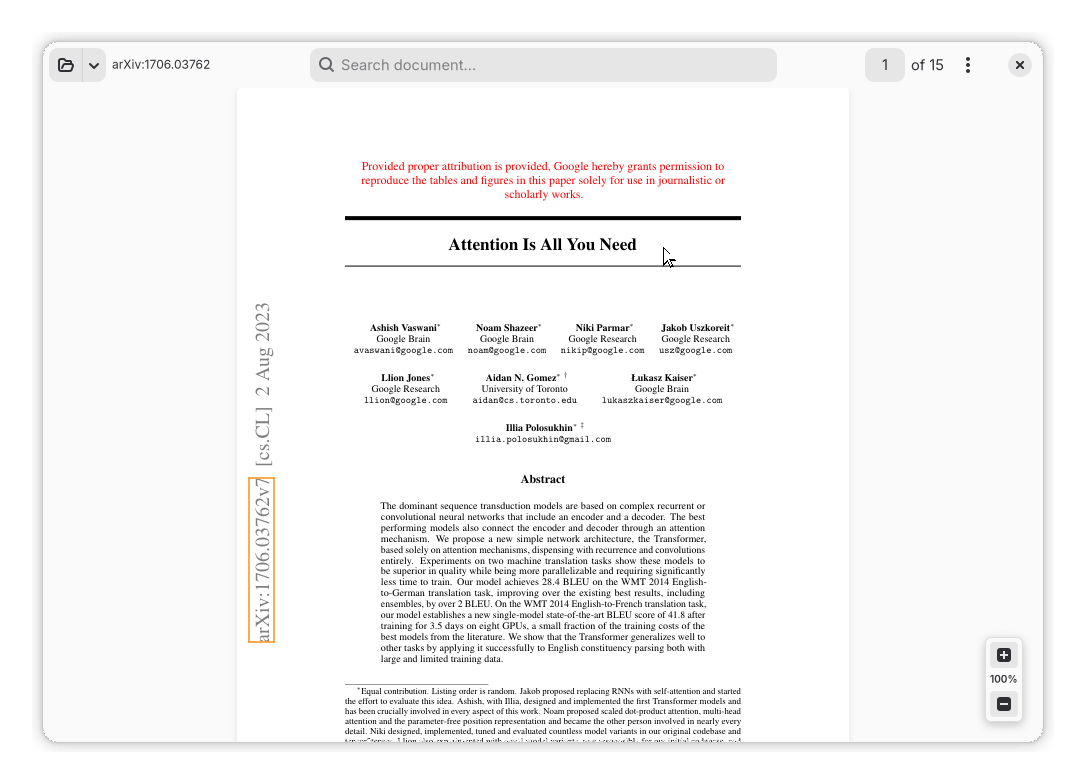 arXiv:1706.03762
Search document...
1 of 15
Provided proper attribution is provided, Google hereby grants permission to
reproduce the tables and figures in this paper solely for use in journalistic or
scholarly works.
Attention Is All You Need
arXiv:1706.03762v7 [cs.CL] 2 Aug 2023
Ashish Vaswani* Noam Shazeer* Niki Parmar* Jakob Uszkoreit*
Google Brain Google Brain Google Research Google Research
avaswani@google.com noam@google.com nikip@google.com usz@google.com
Llion Jones* Aidan N. Gomez* † Łukasz Kaiser*
Google Research University of Toronto Google Brain
llion@google.com aidan@cs.toronto.edu lukaszkaiser@google.com
Illia Polosukhin* ‡
illia.polosukhin@gmail.com
Abstract
The dominant sequence transduction models are based on complex recurrent or
convolutional neural networks that include an encoder and a decoder. The best
performing models also connect the encoder and decoder through an attention
mechanism. We propose a new simple network architecture, the Transformer,
based solely on attention mechanisms, dispensing with recurrence and convolutions
entirely. Experiments on two machine translation tasks show these models to
be superior in quality while being more parallelizable and requiring significantly
less time to train. Our model achieves 28.4 BLEU on the WMT 2014 English-
to-German translation task, improving over the existing best results, including
ensembles, by over 2 BLEU. On the WMT 2014 English-to-French translation task,
our model establishes a new single-model state-of-the-art BLEU score of 41.8 after
training for 3.5 days on eight GPUs, a small fraction of the training costs of the
best models from the literature. We show that the Transformer generalizes well to
other tasks by applying it successfully to English constituency parsing both with
large and limited training data.
*Equal contribution. Listing order is random. Jakob proposed replacing RNNs with self-attention and started
the effort to evaluate this idea. Ashish, with Illia, designed and implemented the first Transformer models and
has been crucially involved in every aspect of this work. Noam proposed scaled dot-product attention, multi-head
attention and the parameter-free position representation and became the other person involved in nearly every
detail. Niki designed, implemented, tuned and evaluated countless model variants in our original codebase and
100%